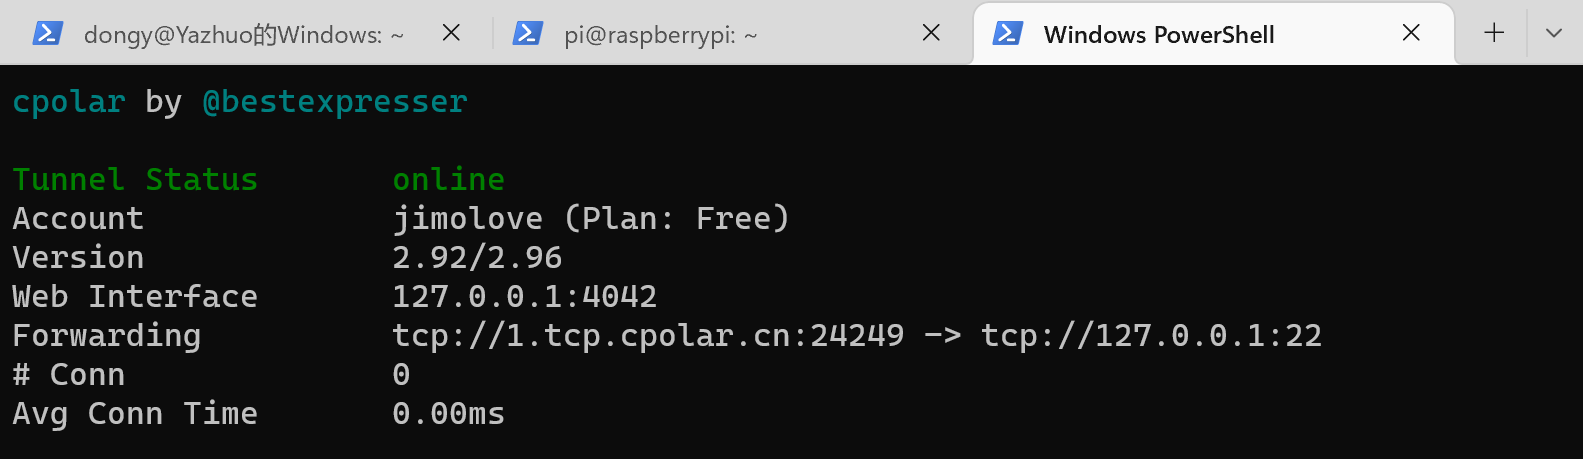 dongy@Yazhuo的Windows: ~ pi@raspberrypi: ~ Windows PowerShell
cpolar by @bestexpresser
Tunnel Status online
Account jimolove (Plan: Free)
Version 2.92/2.96
Web Interface 127.0.0.1:4042
Forwarding tcp://1.tcp.cpolar.cn:24249 -> tcp://127.0.0.1:22
# Conn 0
Avg Conn Time 0.00ms